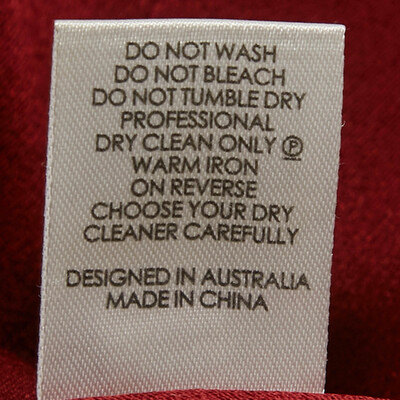 DO NOT WASH
DO NOT BLEACH
DO NOT TUMBLE DRY
PROFESSIONAL
DRY CLEAN ONLY Ⓟ
WARM IRON
ON REVERSE
CHOOSE YOUR DRY
CLEANER CAREFULLY
DESIGNED IN AUSTRALIA
MADE IN CHINA